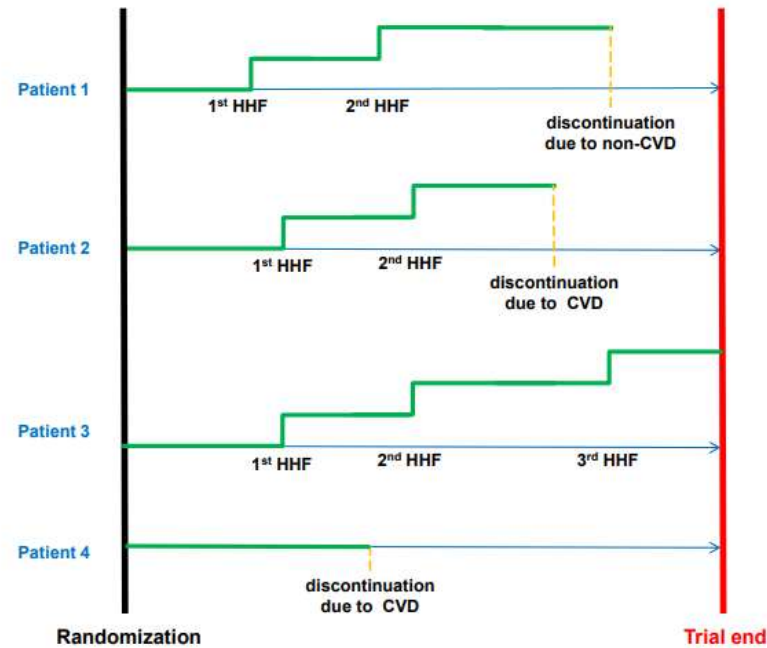 Patient 1
1st HHF
2nd HHF
discontinuation
due to non-CVD
Patient 2
1st HHF
2nd HHF
discontinuation
due to CVD
Patient 3
1st HHF
2nd HHF
3rd HHF
Patient 4
discontinuation
due to CVD
Randomization
Trial end